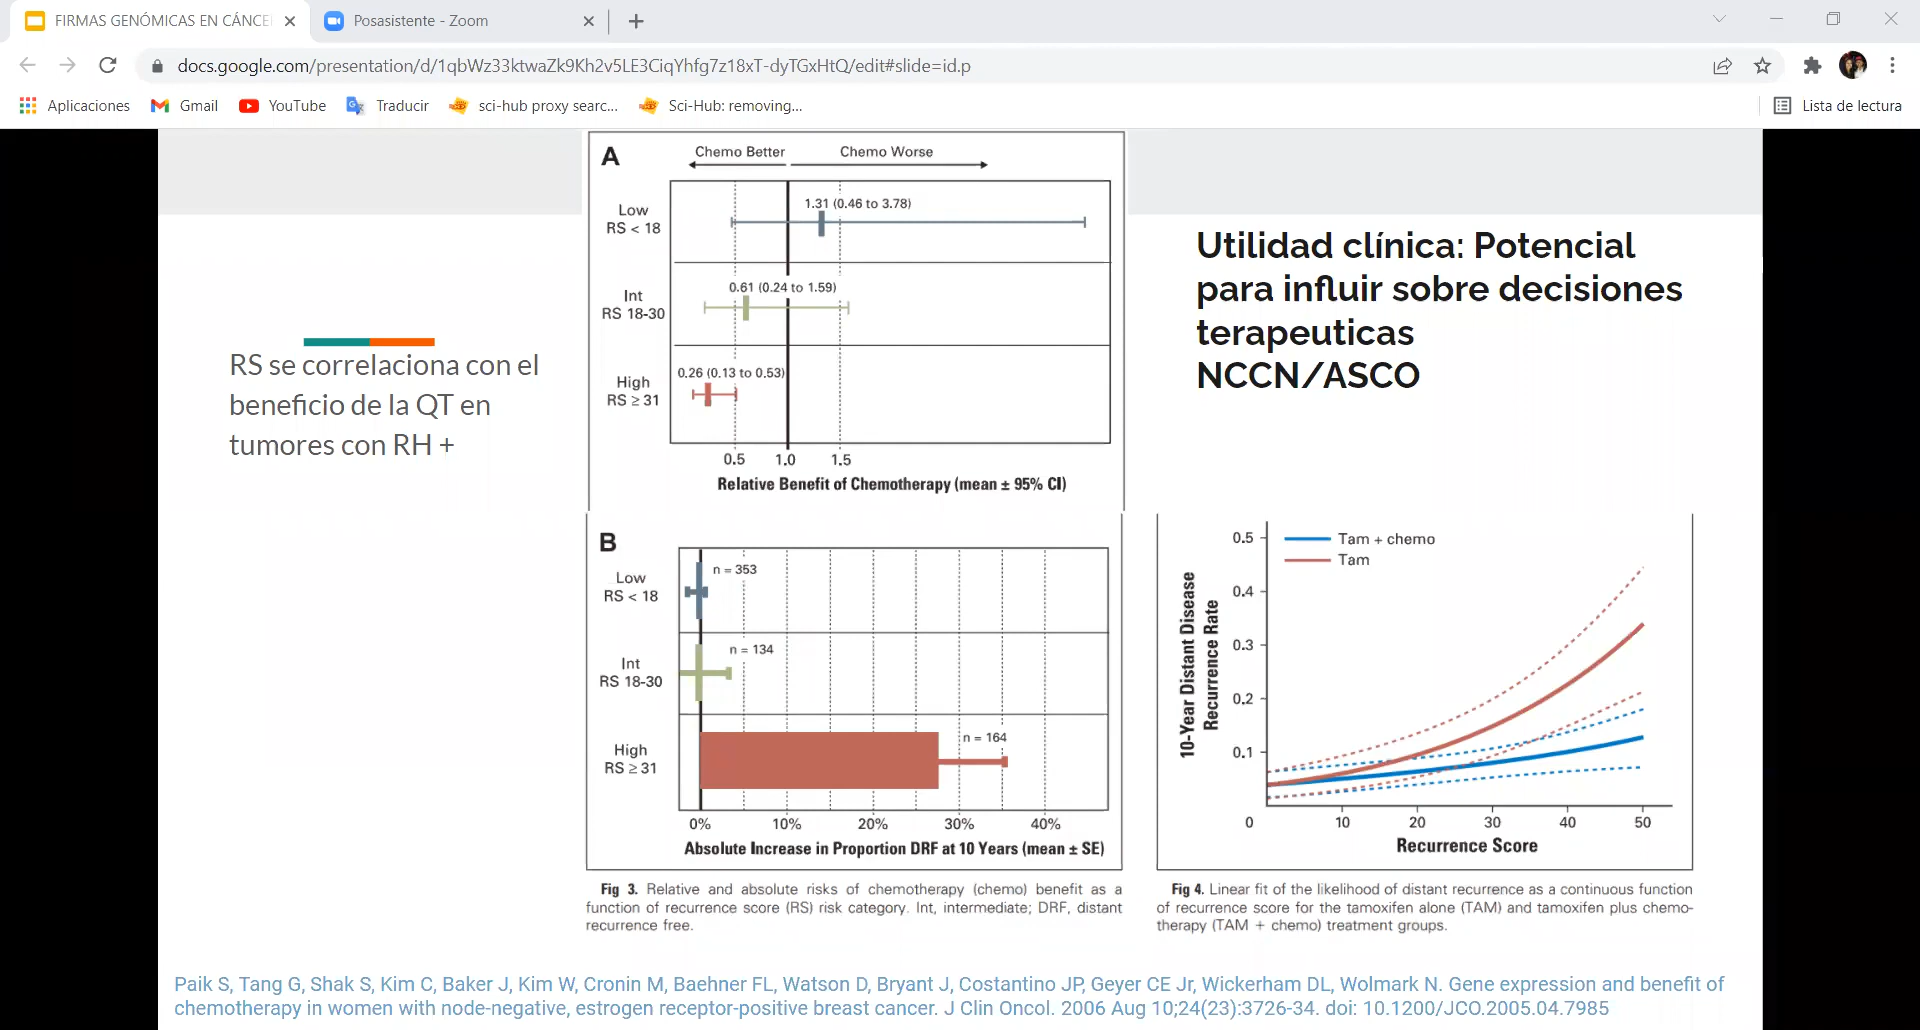 FIRMAS GENÓMICAS EN CÁNCE
Posasistente - Zoom
docs.google.com/presentation/d/1qbWz33ktwaZk9Kh2v5LE3CiqYhfg7z18xT-dyTGxHtQ/edit#slide=id.p
Aplicaciones
Gmail
YouTube
Traducir
sci-hub proxy searc...
Sci-Hub: removing...
Lista de lectura
RS se correlaciona con el
beneficio de la QT en
tumores con RH +
A
Chemo Better
Chemo Worse
Low
RS < 18
1.31 (0.46 to 3.78)
Int
RS 18-30
0.61 (0.24 to 1.59)
High
RS ≥ 31
0.26 (0.13 to 0.53)
0.5 1.0 1.5
Relative Benefit of Chemotherapy (mean ± 95% CI)
Utilidad clínica: Potencial
para influir sobre decisiones
terapeuticas
NCCN/ASCO
B
Low
RS < 18
n = 353
Int
RS 18-30
n = 134
High
RS ≥ 31
n = 164
0% 10% 20% 30% 40%
Absolute Increase in Proportion DRF at 10 Years (mean ± SE)
Fig 3. Relative and absolute risks of chemotherapy (chemo) benefit as a
function of recurrence score (RS) risk category. Int, intermediate; DRF, distant
recurrence free.
10-Year Distant Disease
Recurrence Rate
0.5
0.4
0.3
0.2
0.1
Tam + chemo
Tam
0 10 20 30 40 50
Recurrence Score
Fig 4. Linear fit of the likelihood of distant recurrence as a continuous function
of recurrence score for the tamoxifen alone (TAM) and tamoxifen plus chemo-
therapy (TAM + chemo) treatment groups.
Paik S, Tang G, Shak S, Kim C, Baker J, Kim W, Cronin M, Baehner FL, Watson D, Bryant J, Costantino JP, Geyer CE Jr, Wickerham DL, Wolmark N. Gene expression and benefit of
chemotherapy in women with node-negative, estrogen receptor-positive breast cancer. J Clin Oncol. 2006 Aug 10;24(23):3726-34. doi: 10.1200/JCO.2005.04.7985